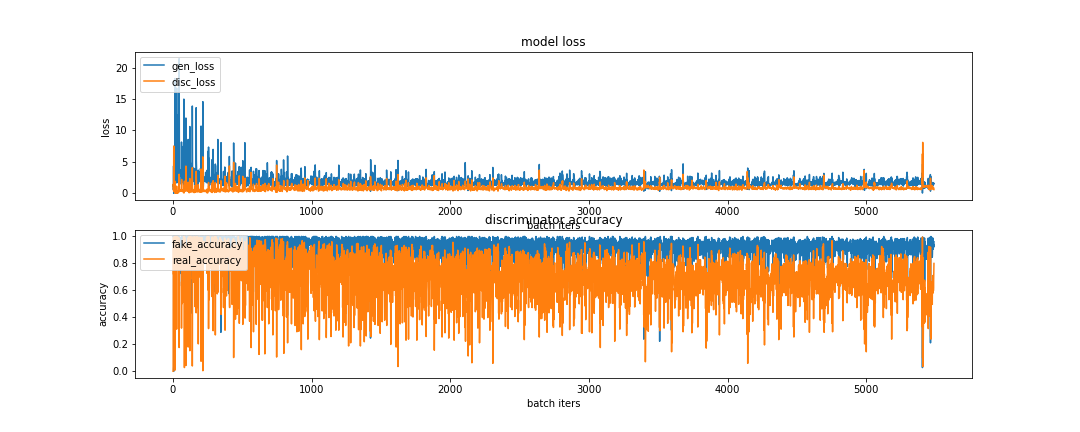 model loss
20
15
10
5
0
loss
gen_loss
disc_loss
0 1000 2000 3000 4000 5000
batch iters
discriminator accuracy
1.0
0.8
0.6
0.4
0.2
0.0
accuracy
fake_accuracy
real_accuracy
0 1000 2000 3000 4000 5000
batch iters